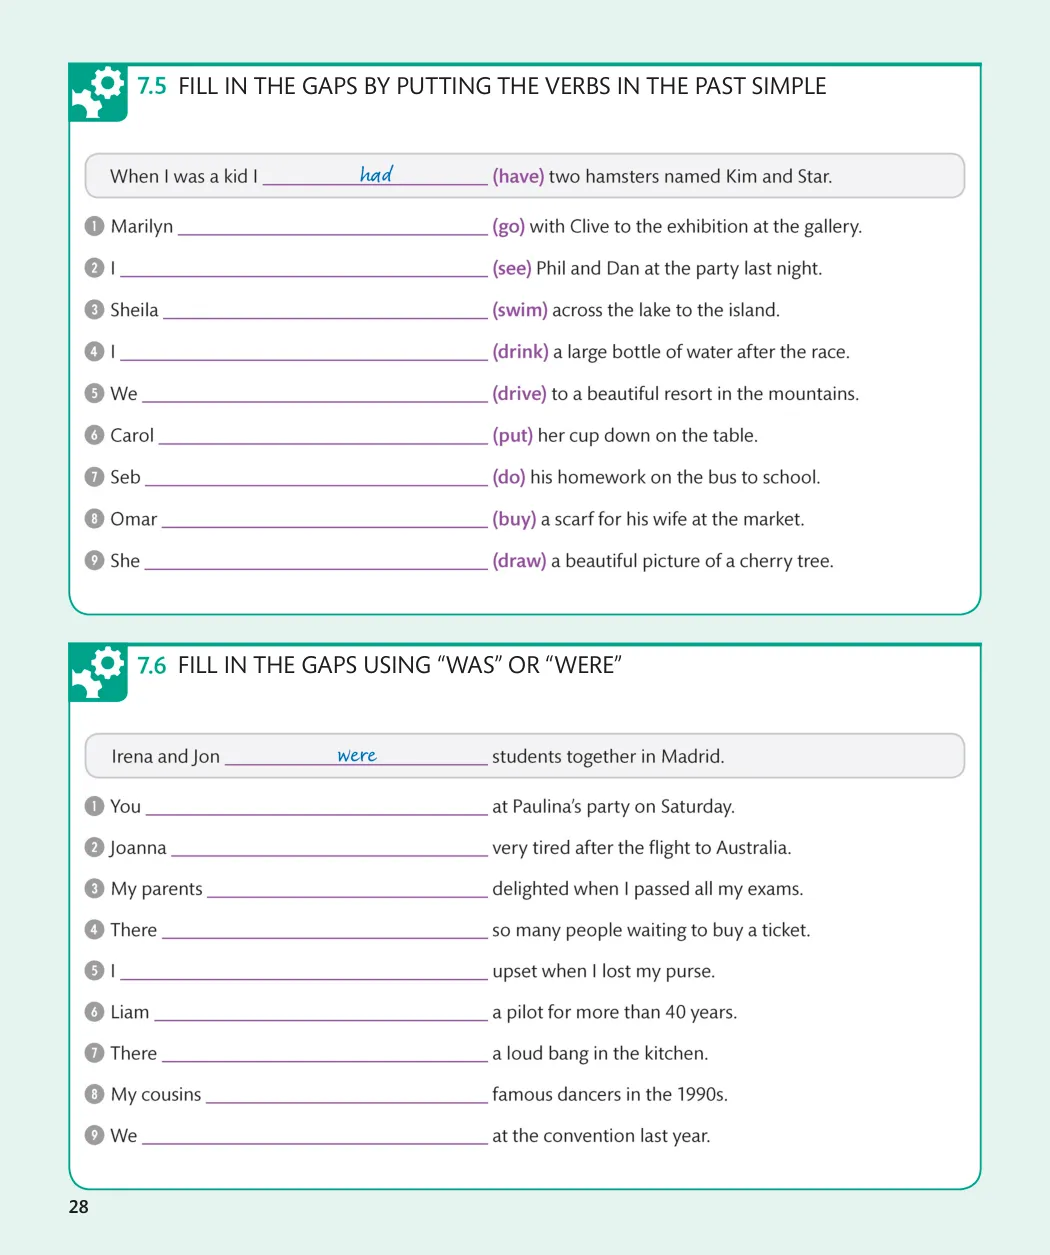 7.5 FILL IN THE GAPS BY PUTTING THE VERBS IN THE PAST SIMPLE
When I was a kid I had (have) two hamsters named Kim and Star.
1 Marilyn (go) with Clive to the exhibition at the gallery.
2 I (see) Phil and Dan at the party last night.
3 Sheila (swim) across the lake to the island.
4 I (drink) a large bottle of water after the race.
5 We (drive) to a beautiful resort in the mountains.
6 Carol (put) her cup down on the table.
7 Seb (do) his homework on the bus to school.
8 Omar (buy) a scarf for his wife at the market.
9 She (draw) a beautiful picture of a cherry tree.
7.6 FILL IN THE GAPS USING “WAS” OR “WERE”
Irena and Jon were students together in Madrid.
1 You at Paulina’s party on Saturday.
2 Joanna very tired after the flight to Australia.
3 My parents delighted when I passed all my exams.
4 There so many people waiting to buy a ticket.
5 I upset when I lost my purse.
6 Liam a pilot for more than 40 years.
7 There a loud bang in the kitchen.
8 My cousins famous dancers in the 1990s.
9 We at the convention last year.
28